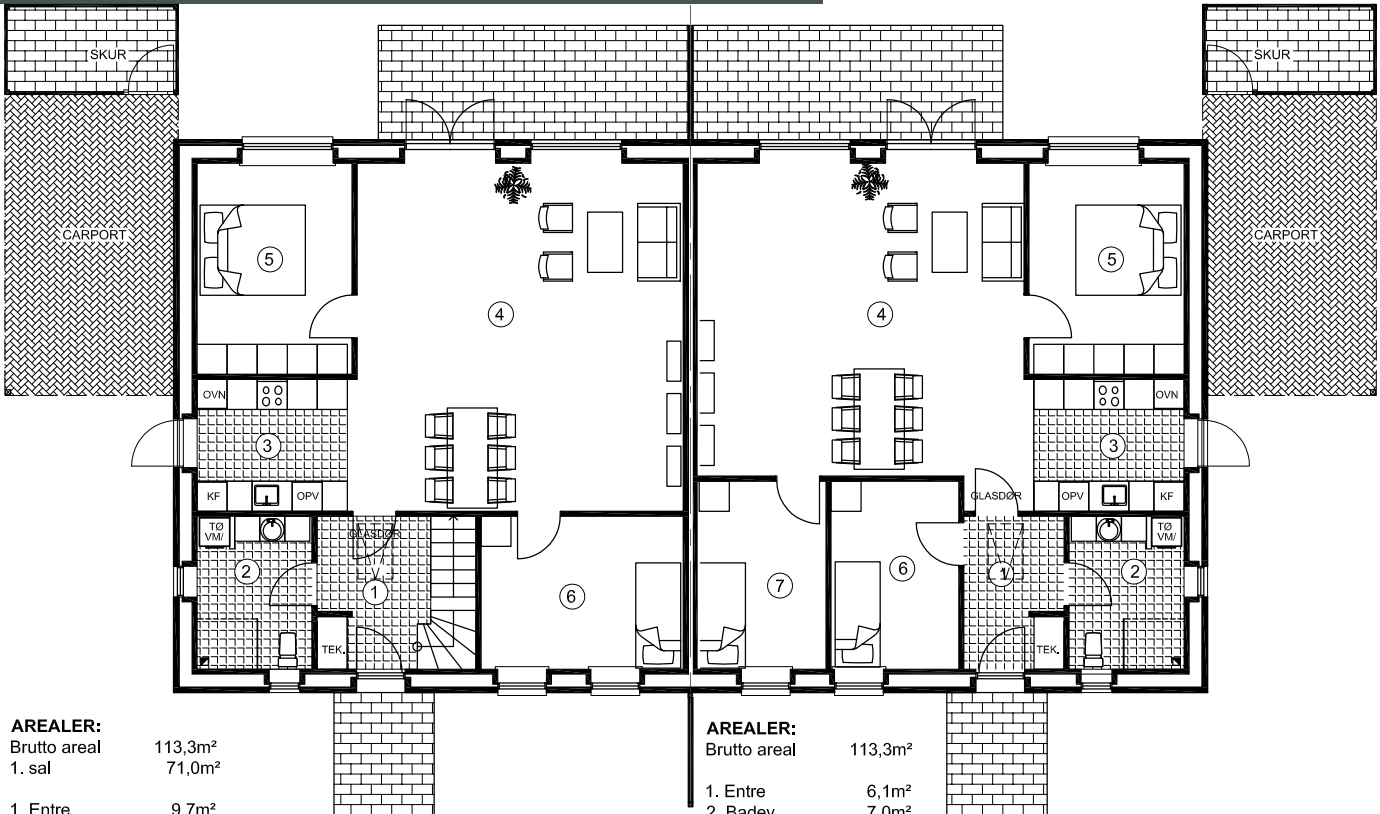 SKUR
SKUR
CARPORT
CARPORT
5
5
4
4
OVN
OVN
3
3
KF
OPV
GLASDØR
OPV
KF
TØ
VM/
GLASDØR
TØ
VM/
2
1
6
7
6
1
2
TEK.
TEK.
AREALER:
Brutto areal 113,3m²
1. sal 71,0m²
1. Entre 9,7m²
AREALER:
Brutto areal 113,3m²
1. Entre 6,1m²
2. Badev. 7,0m²